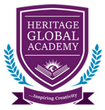 HERITAGE
GLOBAL
ACADEMY
...Inspiring Creativity